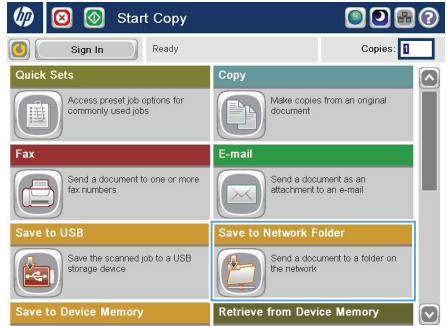 hp
Start Copy
?
Sign In
Ready
Copies: 1
Quick Sets
Access preset job options for
commonly used jobs
Copy
Make copies from an original
document
Fax
Send a document to one or more
fax numbers
E-mail
Send a document as an
attachment to an e-mail
Save to USB
Save the scanned job to a USB
storage device
Save to Network Folder
Send a document to a folder on
the network
Save to Device Memory
Retrieve from Device Memory